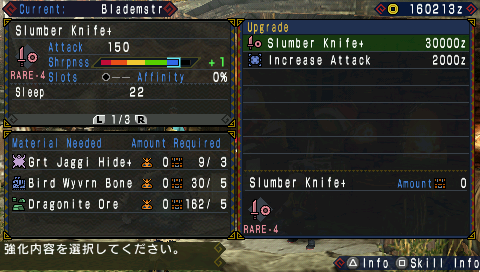 Current: Blademstr
160213z
Slumber Knife+
Attack 150
Shrpnss +1
RARE-4 Slots ●-- Affinity 0%
Sleep 22
L 1/3 R
Material Needed Amount Required
Grt Jaggi Hide+ 0 9/ 3
Bird Wyvrn Bone 0 30/ 5
Dragonite Ore 0 162/ 5
Upgrade
Slumber Knife+ 30000z
Increase Attack 2000z
Slumber Knife+ Amount 0
RARE-4
強化内容を選択してください。
Info Skill Info